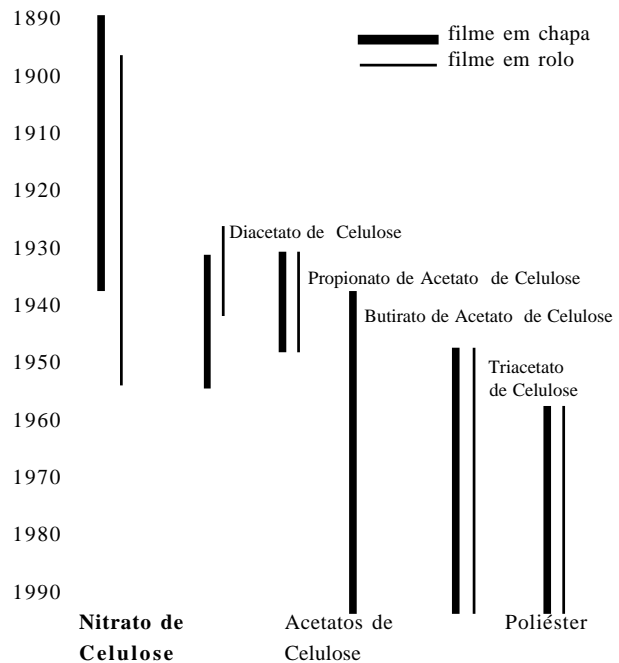 1890
1900
1910
1920
1930
1940
1950
1960
1970
1980
1990
filme em chapa
filme em rolo
Diacetato de Celulose
Propionato de Acetato de Celulose
Butirato de Acetato de Celulose
Triacetato
de Celulose
Nitrato de
Celulose
Acetatos de
Celulose
Poliéster